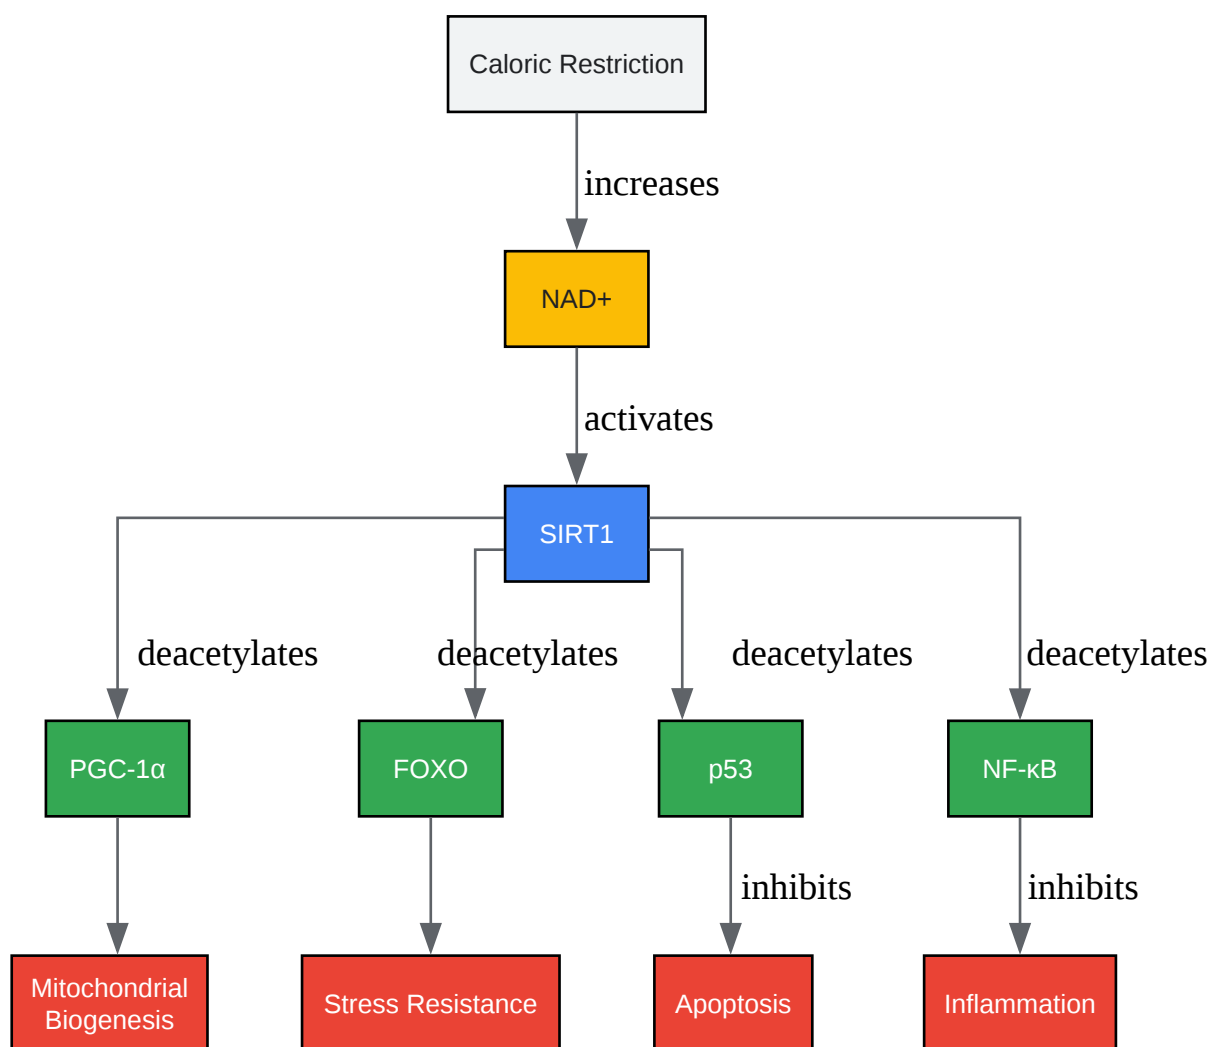 Caloric Restriction
increases
NAD+
activates
SIRT1
deacetylates
deacetylates
deacetylates
deacetylates
PGC-1α
FOXO
p53
NF-κB
inhibits
inhibits
Mitochondrial
Biogenesis
Stress Resistance
Apoptosis
Inflammation